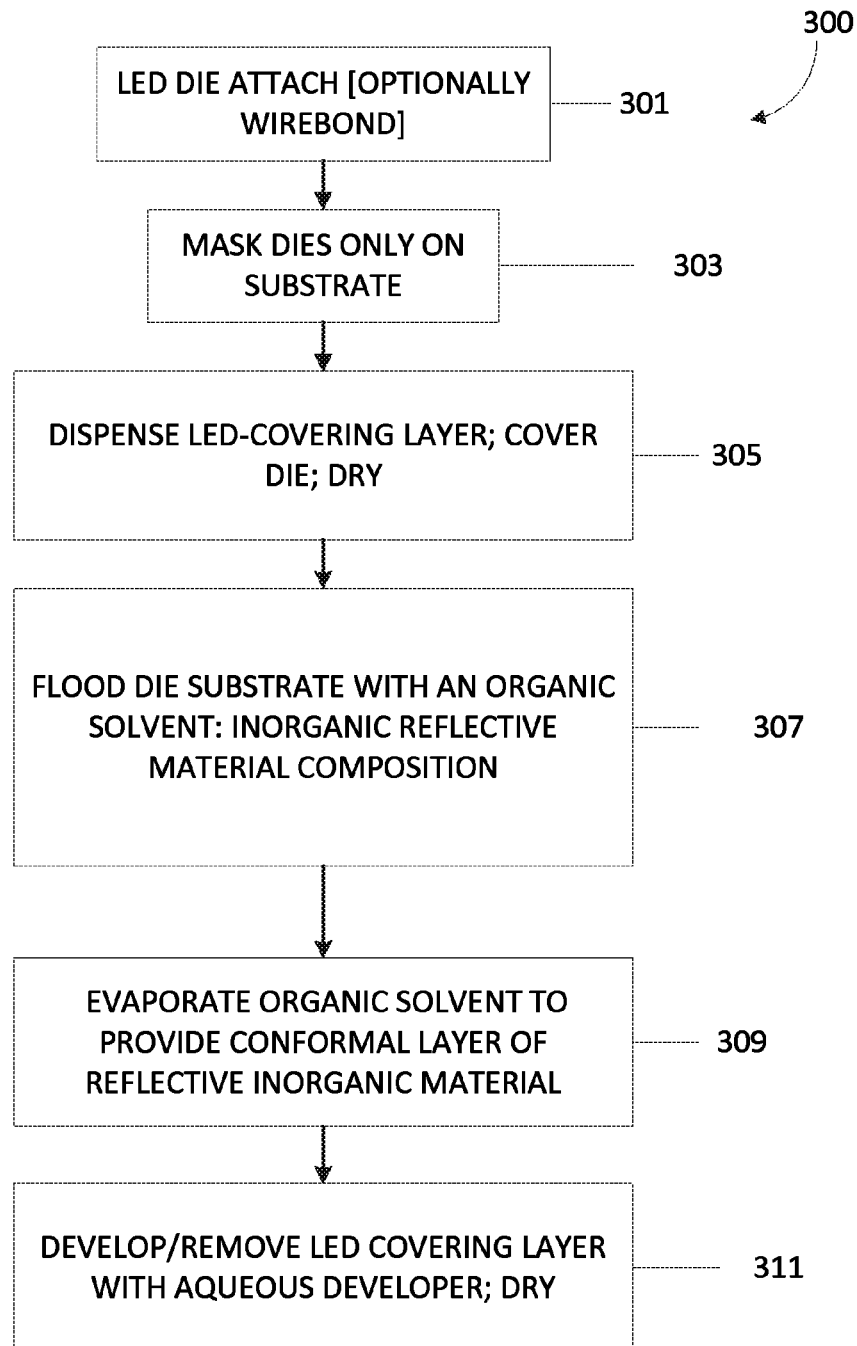 300
LED DIE ATTACH [OPTIONALLY
WIREBOND]
301
MASK DIES ONLY ON
SUBSTRATE
303
DISPENSE LED-COVERING LAYER; COVER
DIE; DRY
305
FLOOD DIE SUBSTRATE WITH AN ORGANIC
SOLVENT: INORGANIC REFLECTIVE
MATERIAL COMPOSITION
307
EVAPORATE ORGANIC SOLVENT TO
PROVIDE CONFORMAL LAYER OF
REFLECTIVE INORGANIC MATERIAL
309
DEVELOP/REMOVE LED COVERING LAYER
WITH AQUEOUS DEVELOPER; DRY
311